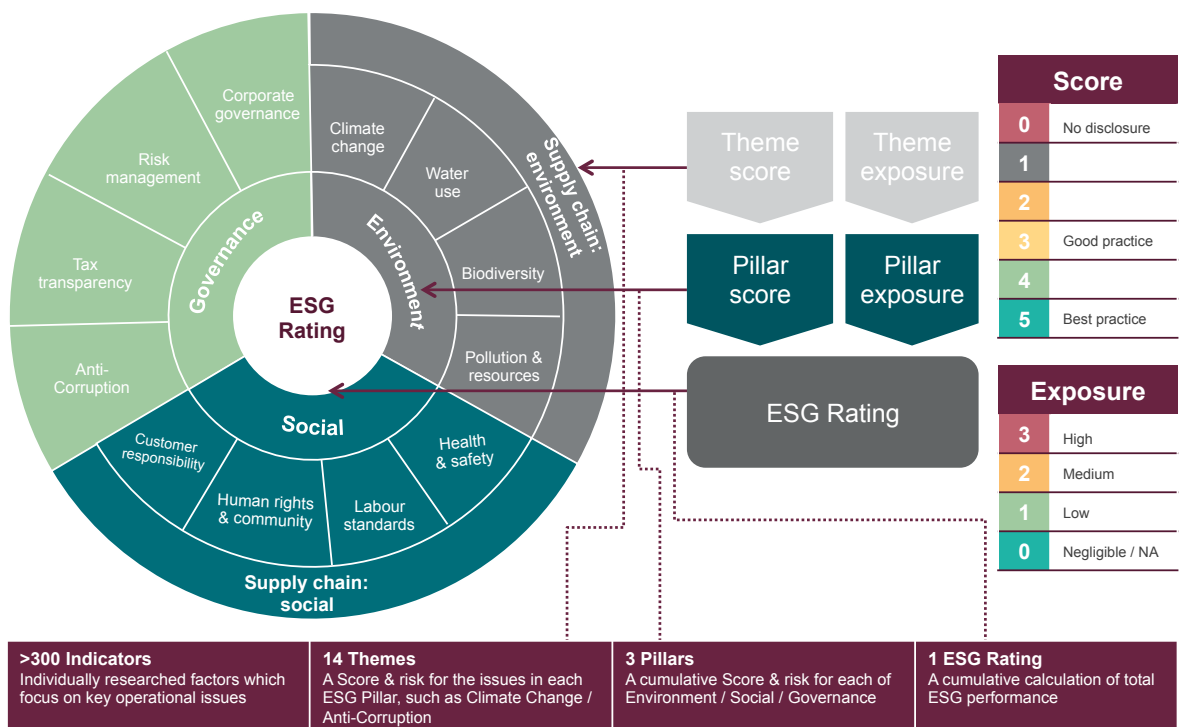 Corporate
governance
Risk
management
Tax
transparency
Anti-
Corruption
Governance
Climate
change
Water
use
Biodiversity
Pollution &
resources
Environment
Supply chain:
environment
ESG
Rating
Social
Customer
responsibility
Human rights
& community
Labour
standards
Health
& safety
Supply chain:
social
Theme
score
Theme
exposure
Pillar
score
Pillar
exposure
ESG Rating
Score
0 No disclosure
1
2
3 Good practice
4
5 Best practice
Exposure
3 High
2 Medium
1 Low
0 Negligible / NA
>300 Indicators
Individually researched factors which
focus on key operational issues
14 Themes
A Score & risk for the issues in each
ESG Pillar, such as Climate Change /
Anti-Corruption
3 Pillars
A cumulative Score & risk for each of
Environment / Social / Governance
1 ESG Rating
A cumulative calculation of total
ESG performance